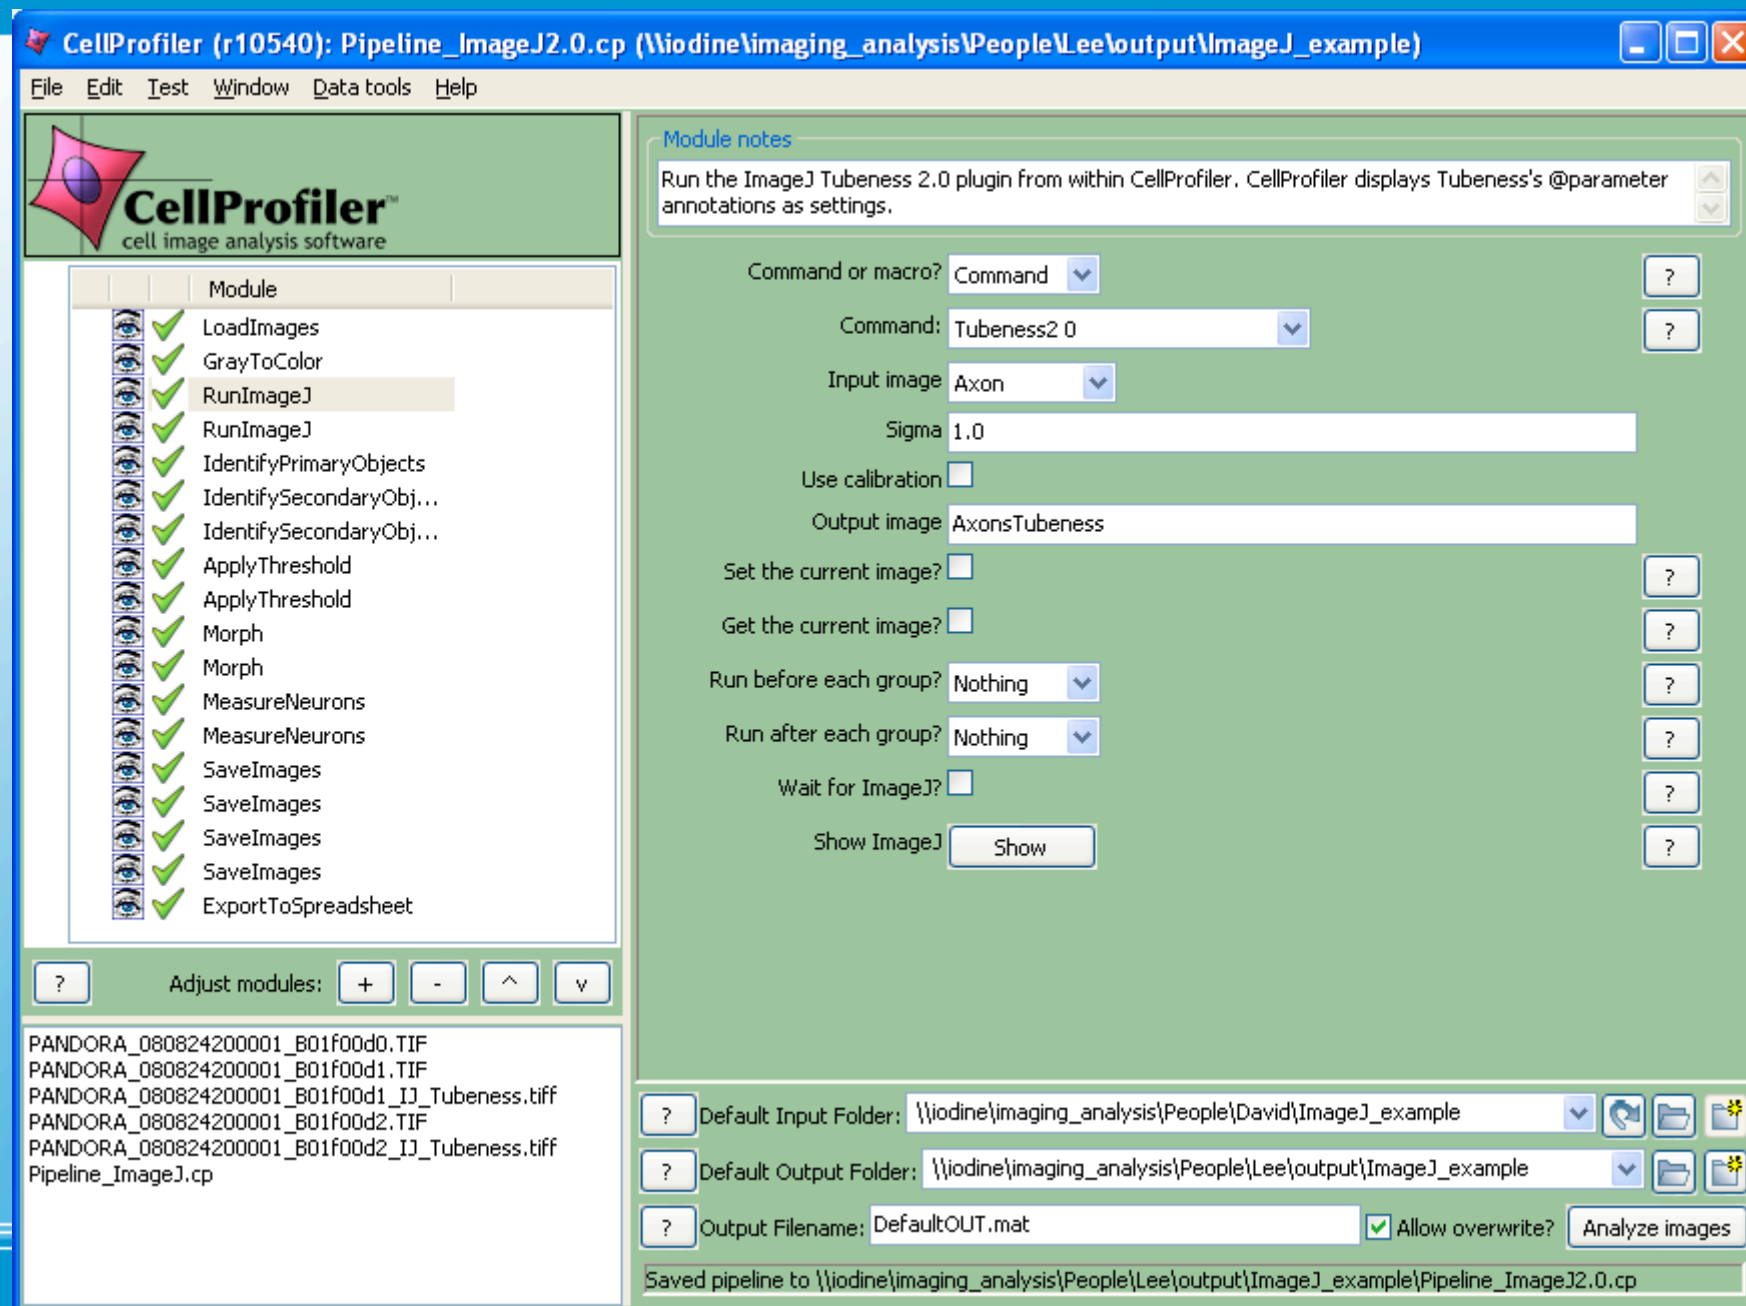 CellProfiler (r10540): Pipeline_ImageJ2.0.cp (\\iodine\imaging_analysis\People\Lee\output\ImageJ_example)
File Edit Test Window Data tools Help
CellProfiler™
cell image analysis software
Module
LoadImages
GrayToColor
RunImageJ
RunImageJ
IdentifyPrimaryObjects
IdentifySecondaryObj...
IdentifySecondaryObj...
ApplyThreshold
ApplyThreshold
Morph
Morph
MeasureNeurons
MeasureNeurons
SaveImages
SaveImages
SaveImages
SaveImages
ExportToSpreadsheet
? Adjust modules: + - ^ v
PANDORA_080824200001_B01f00d0.TIF
PANDORA_080824200001_B01f00d1.TIF
PANDORA_080824200001_B01f00d1_IJ_Tubeness.tiff
PANDORA_080824200001_B01f00d2.TIF
PANDORA_080824200001_B01f00d2_IJ_Tubeness.tiff
Pipeline_ImageJ.cp
Module notes
Run the ImageJ Tubeness 2.0 plugin from within CellProfiler. CellProfiler displays Tubeness's @parameter
annotations as settings.
Command or macro? Command ?
Command: Tubeness2 0 ?
Input image Axon
Sigma 1.0
Use calibration
Output image AxonsTubeness
Set the current image? ?
Get the current image? ?
Run before each group? Nothing ?
Run after each group? Nothing ?
Wait for ImageJ? ?
Show ImageJ Show ?
? Default Input Folder: \\iodine\imaging_analysis\People\David\ImageJ_example
? Default Output Folder: \\iodine\imaging_analysis\People\Lee\output\ImageJ_example
? Output Filename: DefaultOUT.mat Allow overwrite? Analyze images
Saved pipeline to \\iodine\imaging_analysis\People\Lee\output\ImageJ_example\Pipeline_ImageJ2.0.cp